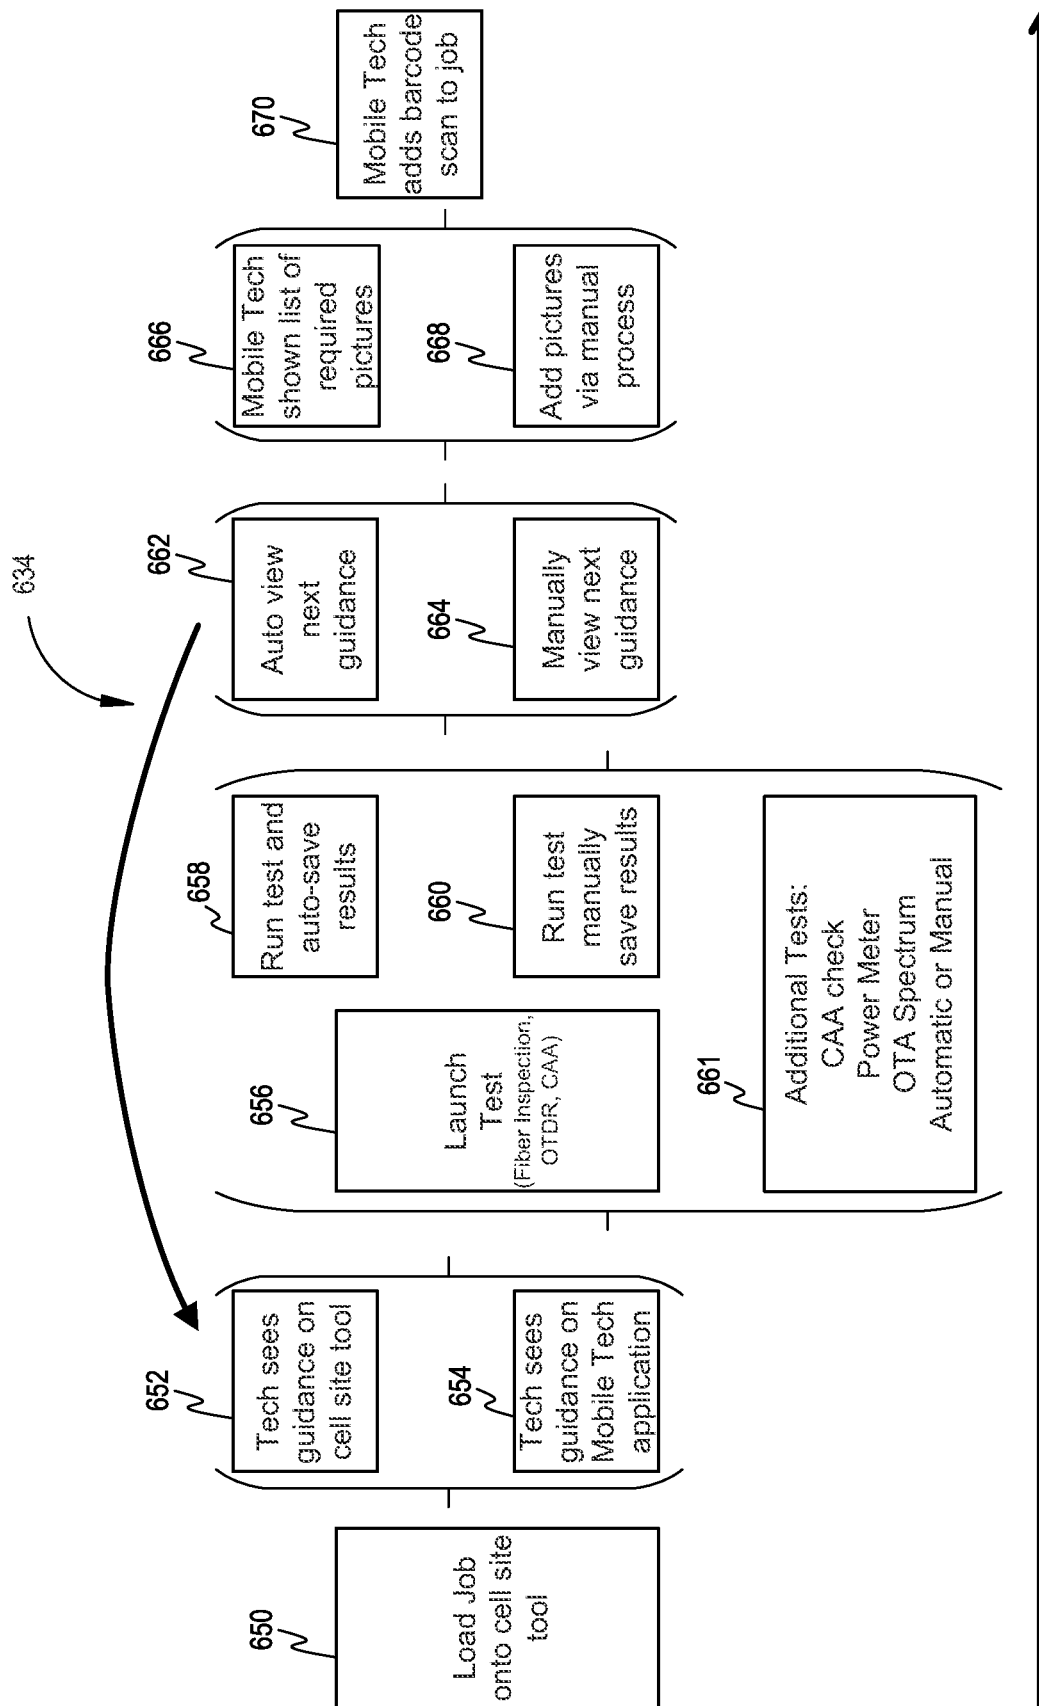 634
650
Load Job
onto cell site
tool
652
Tech sees
guidance on
cell site tool
654
Tech sees
guidance on
Mobile Tech
application
656
Launch
Test
(Fiber Inspection,
OTDR, CAA)
658
Run test and
auto-save
results
660
Run test
manually
save results
661
Additional Tests:
CAA check
Power Meter
OTA Spectrum
Automatic or Manual
662
Auto view
next
guidance
664
Manually
view next
guidance
666
Mobile Tech
shown list of
required
pictures
668
Add pictures
via manual
process
670
Mobile Tech
adds barcode
scan to job